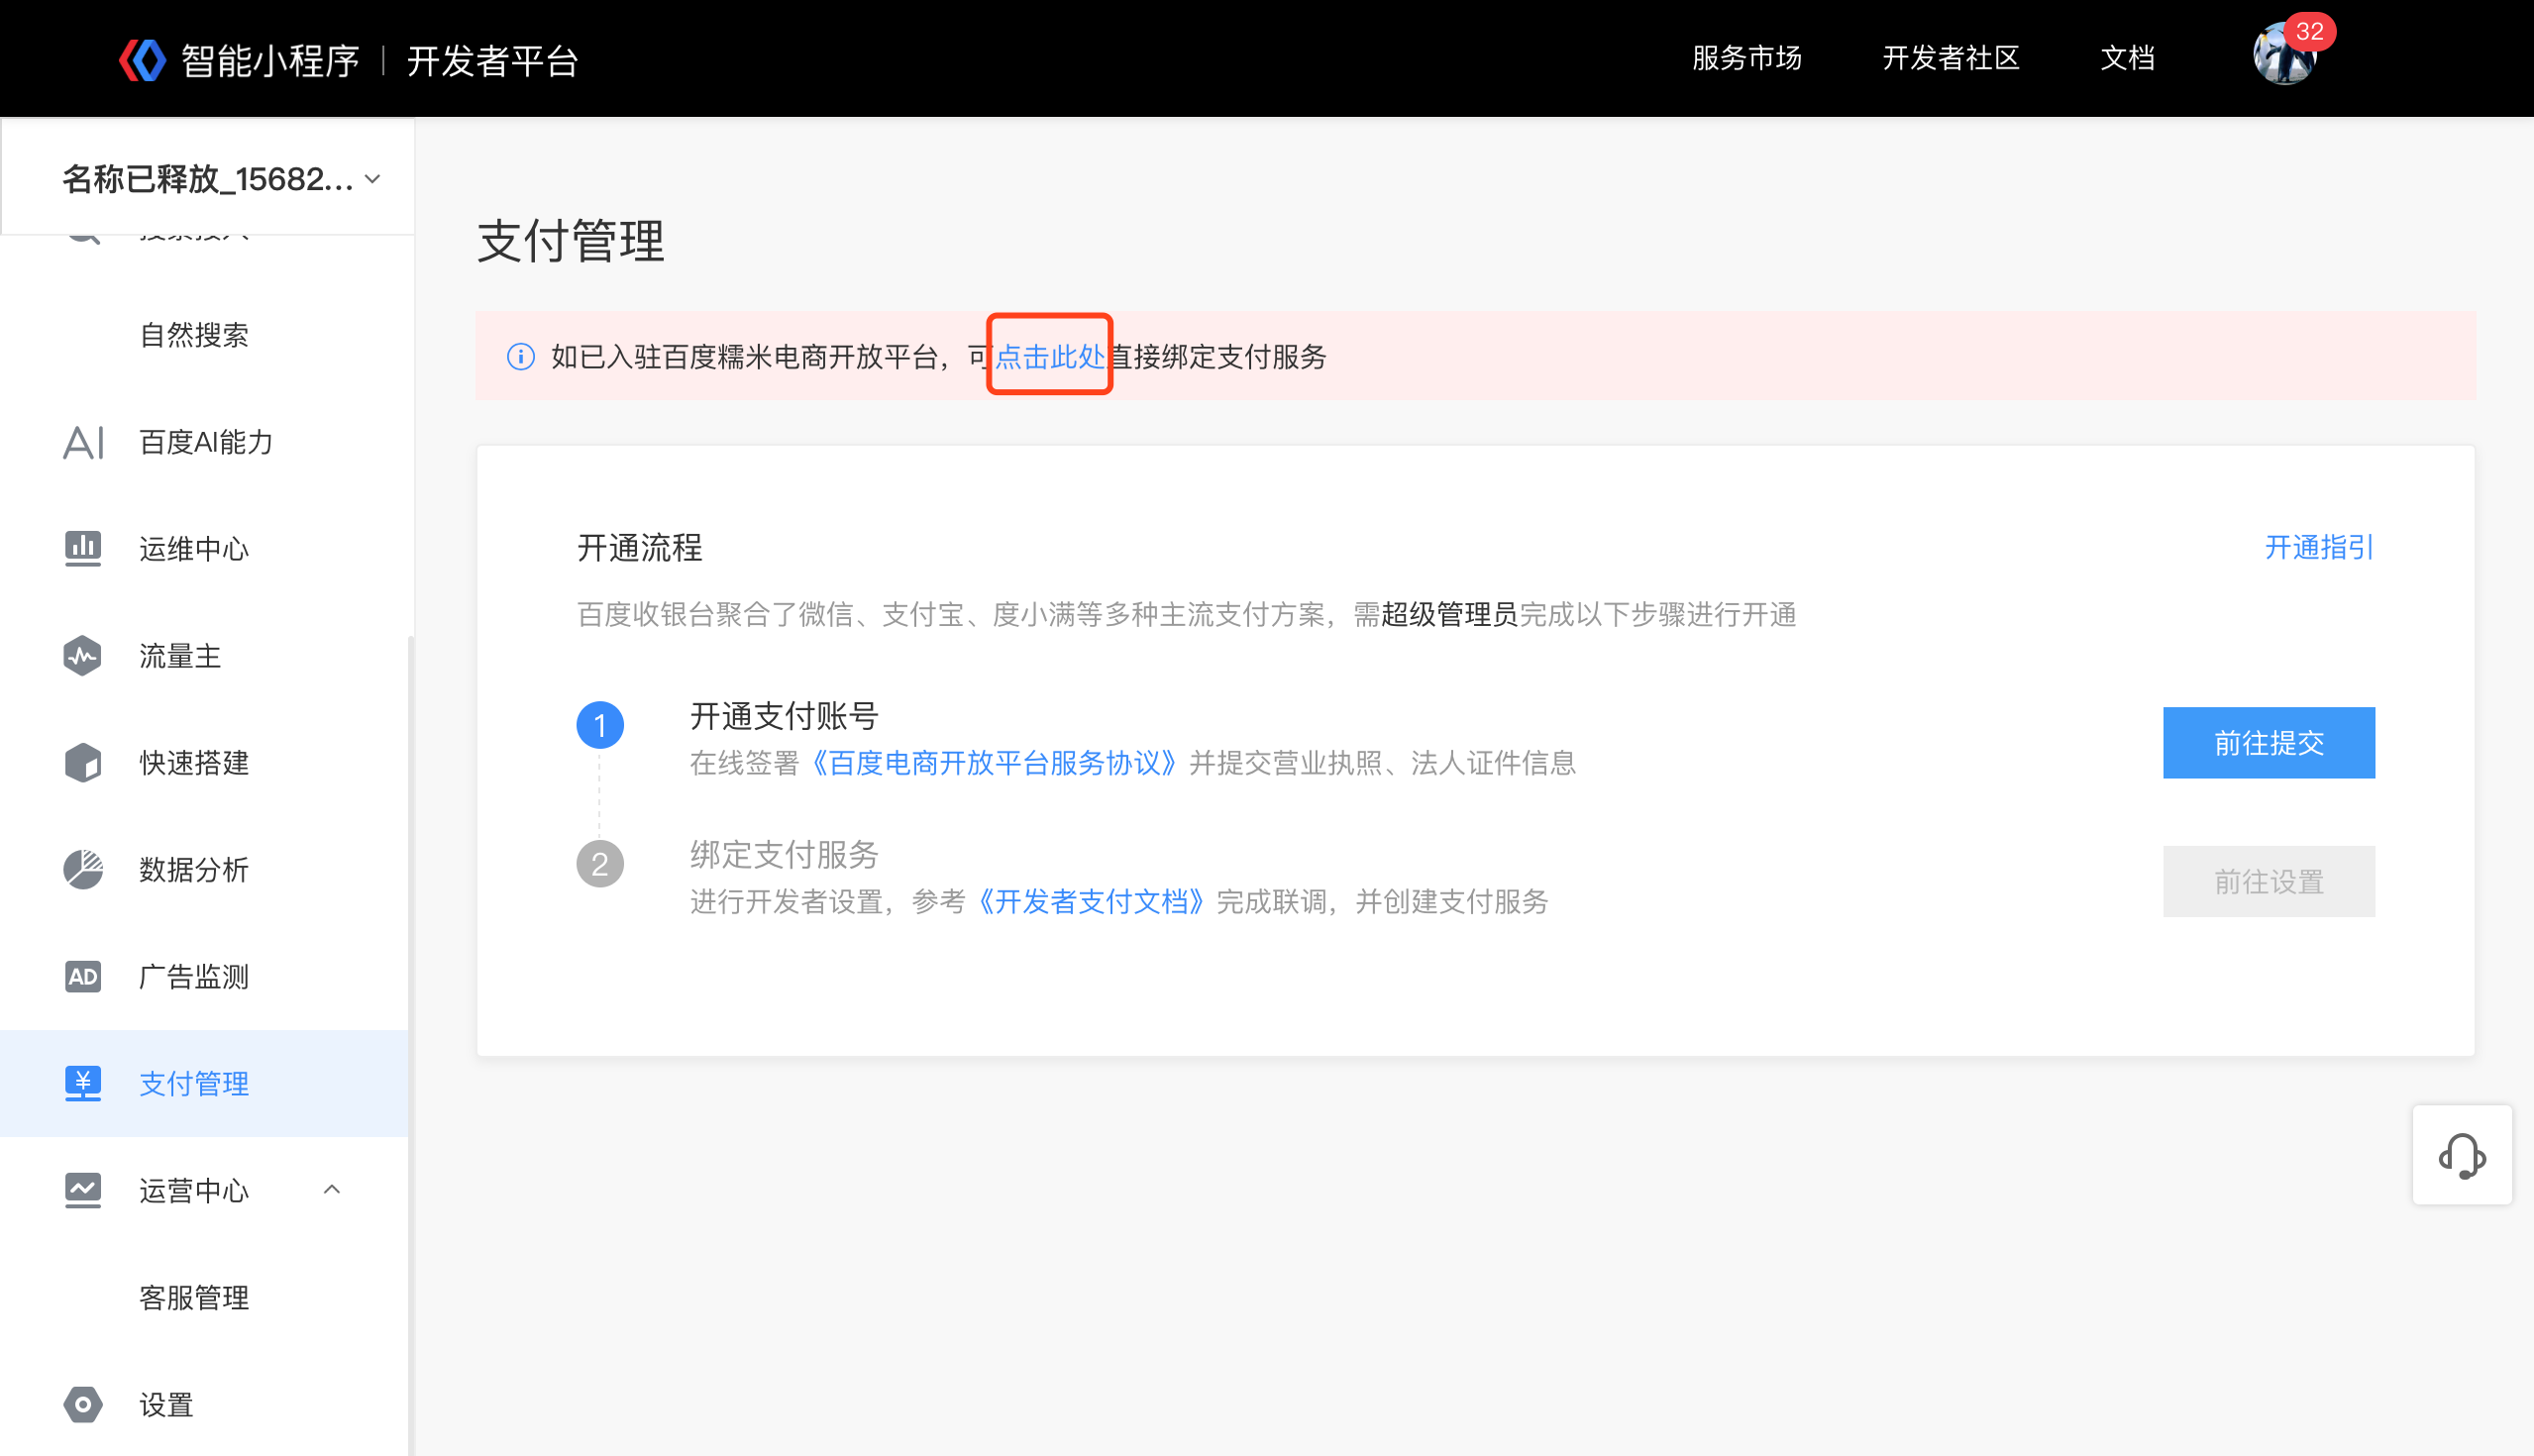 智能小程序 | 开发者平台
服务市场
开发者社区
文档
32
名称已释放_15682...
自然搜索
AI 百度AI能力
运维中心
流量主
快速搭建
数据分析
AD 广告监测
¥ 支付管理
运营中心
客服管理
设置
支付管理
如已入驻百度糯米电商开放平台，可点击此处直接绑定支付服务
开通流程
开通指引
百度收银台聚合了微信、支付宝、度小满等多种主流支付方案，需超级管理员完成以下步骤进行开通
1 开通支付账号
在线签署《百度电商开放平台服务协议》并提交营业执照、法人证件信息
前往提交
2 绑定支付服务
进行开发者设置，参考《开发者支付文档》完成联调，并创建支付服务
前往设置